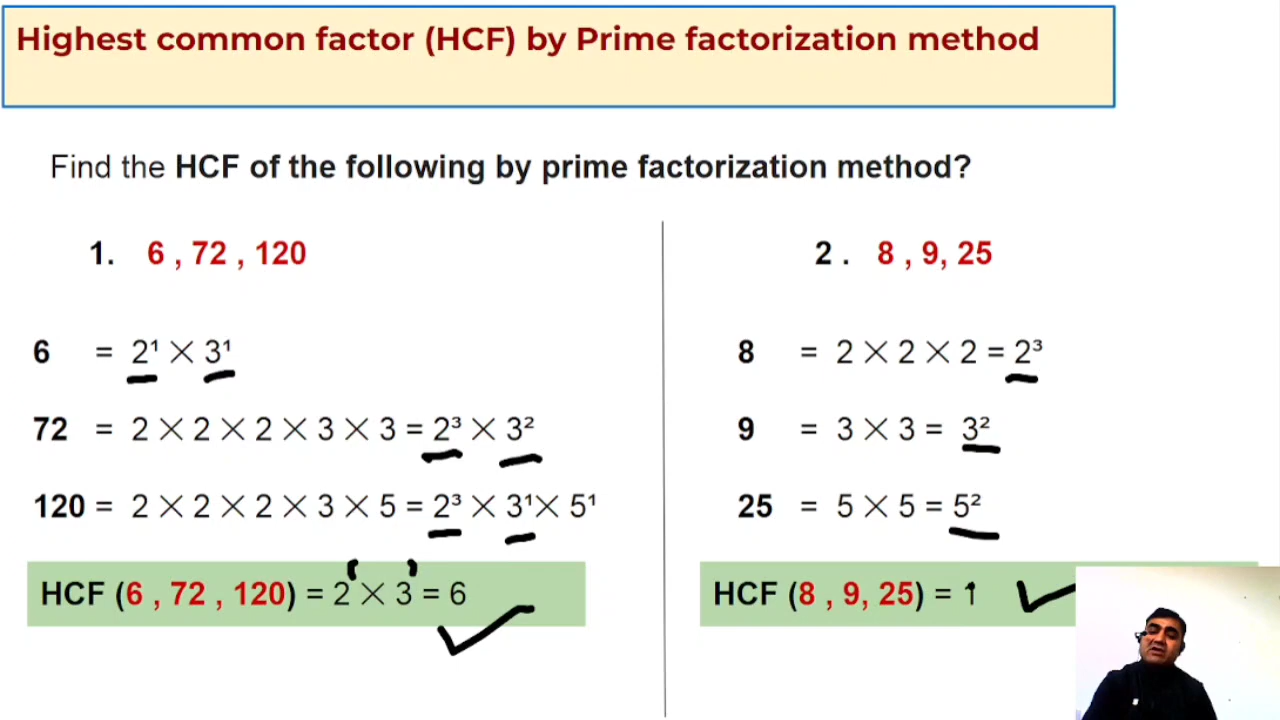 Highest common factor (HCF) by Prime factorization method
Find the HCF of the following by prime factorization method?
1. 6 , 72 , 120
6 = 2¹ × 3¹
72 = 2 × 2 × 2 × 3 × 3 = 2³ × 3²
120 = 2 × 2 × 2 × 3 × 5 = 2³ × 3¹ × 5¹
HCF (6 , 72 , 120) = 2 × 3 = 6
2 . 8 , 9, 25
8 = 2 × 2 × 2 = 2³
9 = 3 × 3 = 3²
25 = 5 × 5 = 5²
HCF (8 , 9, 25) = 1